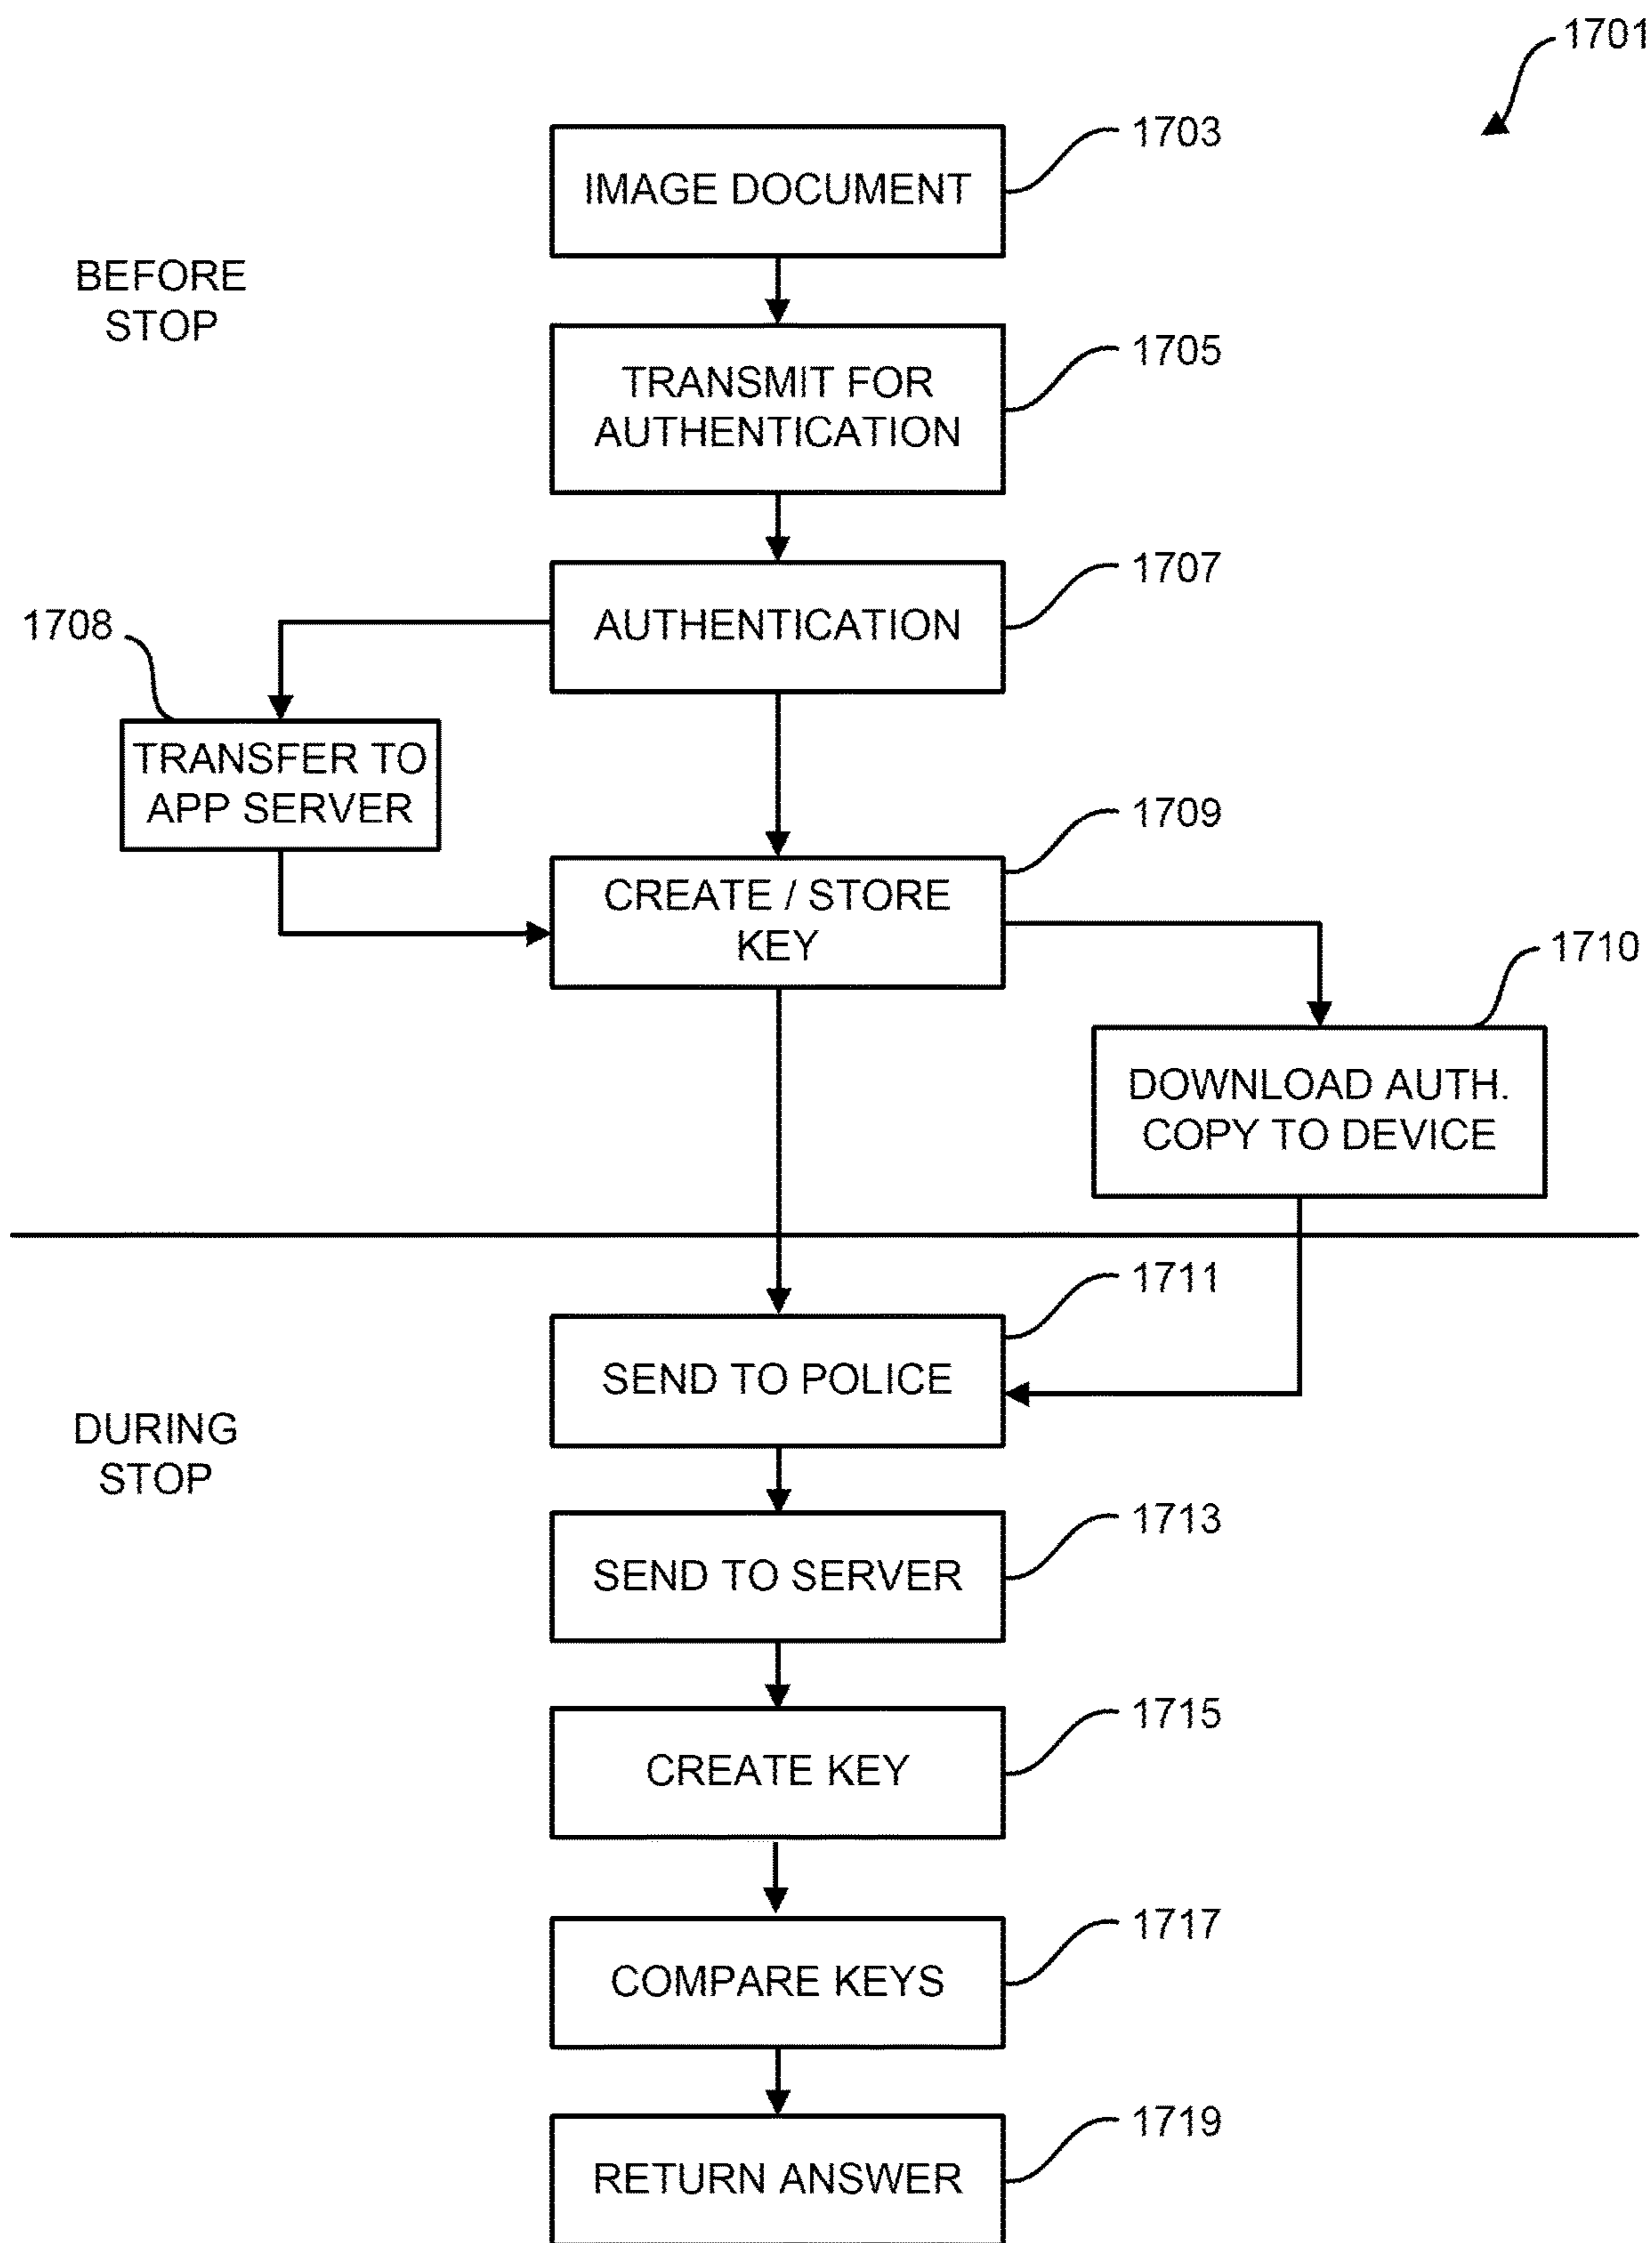 1701
1703
IMAGE DOCUMENT
BEFORE
STOP
1705
TRANSMIT FOR
AUTHENTICATION
1707
1708
AUTHENTICATION
TRANSFER TO
APP SERVER
1709
CREATE / STORE
KEY
1710
DOWNLOAD AUTH.
COPY TO DEVICE
1711
SEND TO POLICE
DURING
STOP
1713
SEND TO SERVER
1715
CREATE KEY
1717
COMPARE KEYS
1719
RETURN ANSWER